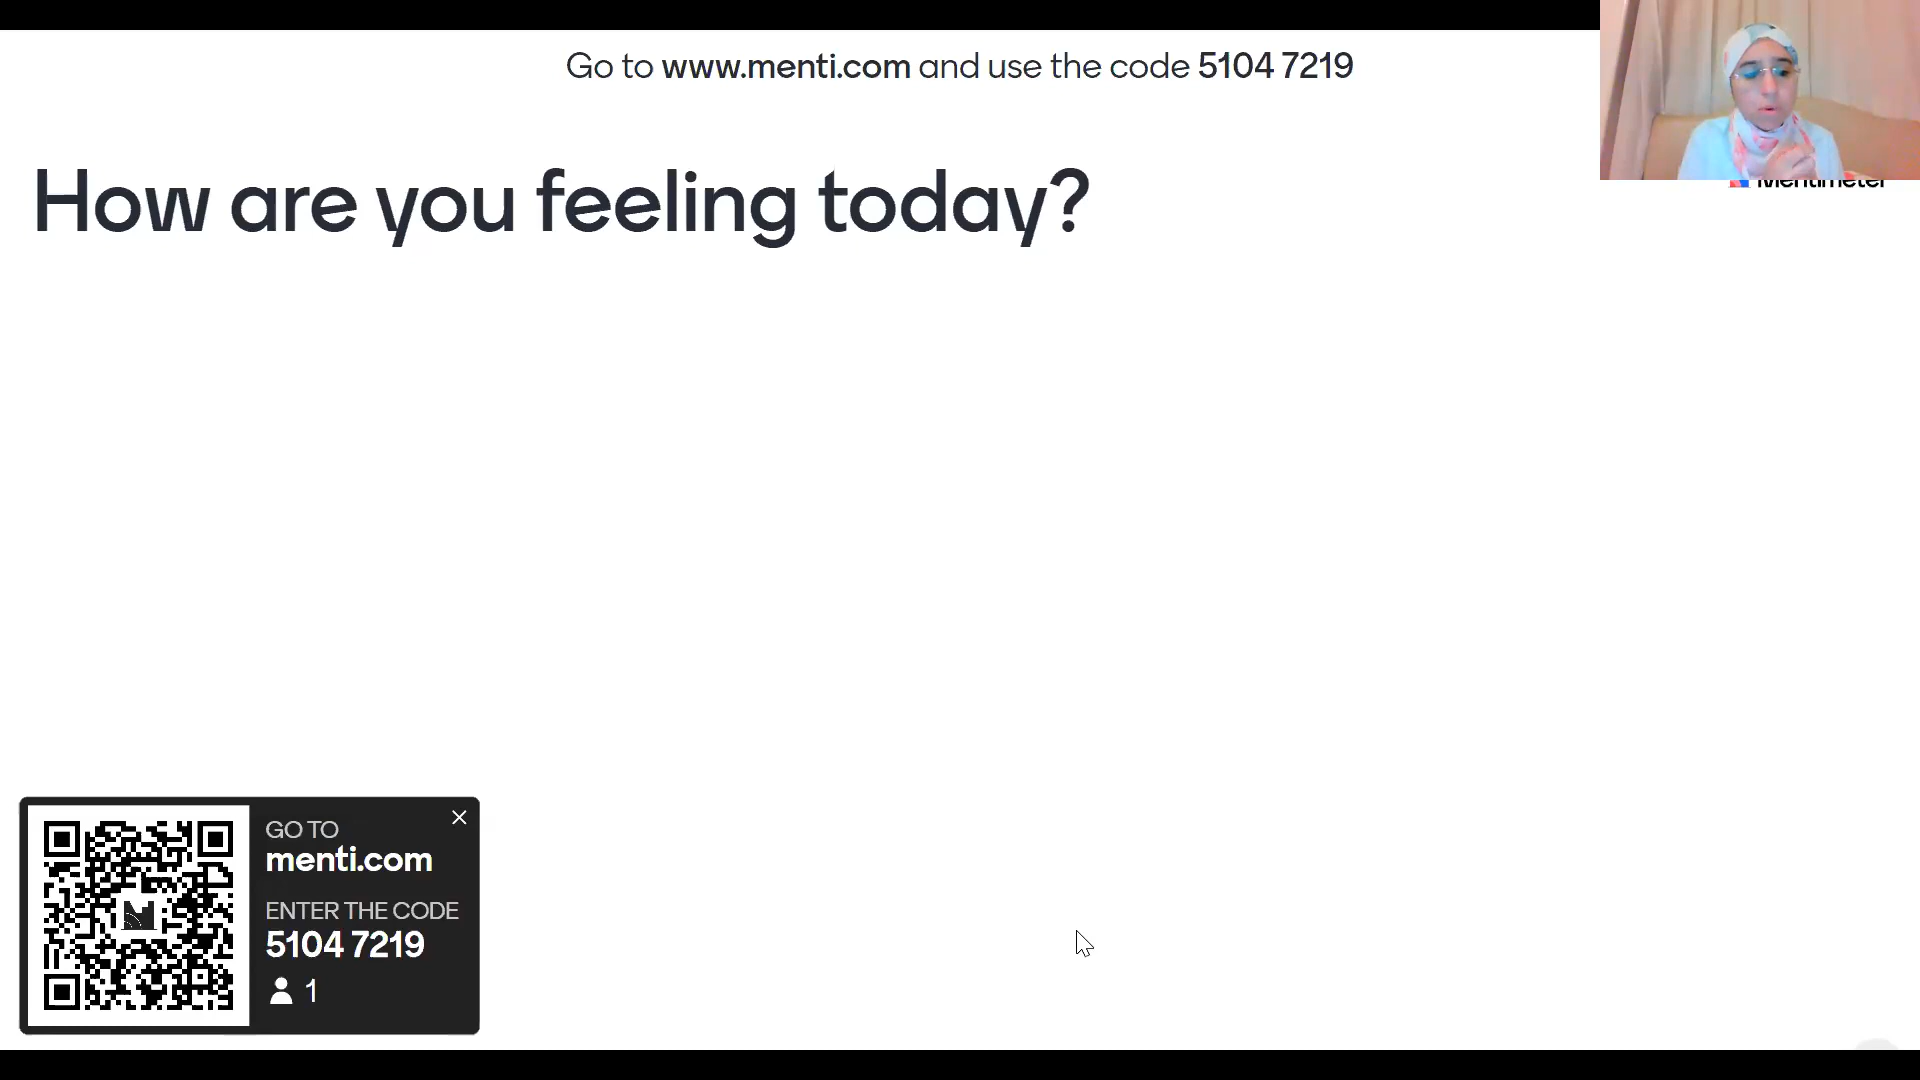 Go to www.menti.com and use the code 5104 7219
Mentimeter
How are you feeling today?
GO TO
menti.com
ENTER THE CODE
5104 7219
1